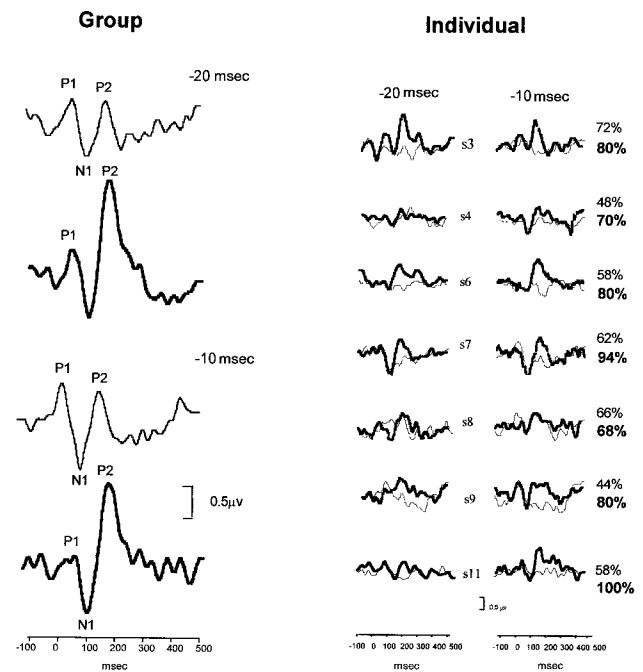 Group
P1 P2 -20 msec
N1 P2
P1
P1 P2 -10 msec
N1
P2
0.5μv
P1
N1
-100 0 100 200 300 400 500
msec
Individual
-20 msec -10 msec
s3 72%
80%
s4 48%
70%
s6 58%
80%
s7 62%
94%
s8 66%
68%
s9 44%
80%
s11 58%
100%
0.5 μv
-100 0 100 200 300 400 500 -100 0 100 200 300 400 500
msec msec